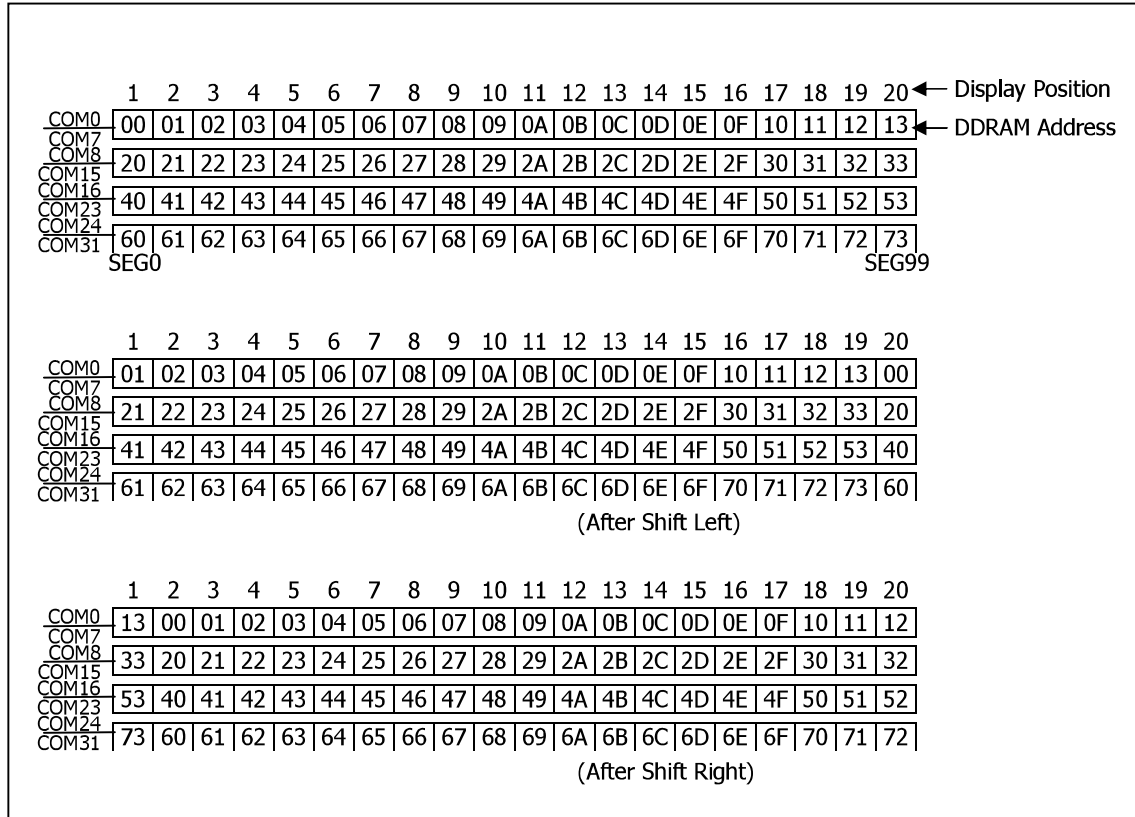 1 2 3 4 5 6 7 8 9 10 11 12 13 14 15 16 17 18 19 20 Display Position
COM0 00 01 02 03 04 05 06 07 08 09 0A 0B 0C 0D 0E 0F 10 11 12 13 DDRAM Address
COM7
COM8 20 21 22 23 24 25 26 27 28 29 2A 2B 2C 2D 2E 2F 30 31 32 33
COM15
COM16 40 41 42 43 44 45 46 47 48 49 4A 4B 4C 4D 4E 4F 50 51 52 53
COM23
COM24 60 61 62 63 64 65 66 67 68 69 6A 6B 6C 6D 6E 6F 70 71 72 73
COM31
SEG0 SEG99
1 2 3 4 5 6 7 8 9 10 11 12 13 14 15 16 17 18 19 20
COM0 01 02 03 04 05 06 07 08 09 0A 0B 0C 0D 0E 0F 10 11 12 13 00
COM7
COM8 21 22 23 24 25 26 27 28 29 2A 2B 2C 2D 2E 2F 30 31 32 33 20
COM15
COM16 41 42 43 44 45 46 47 48 49 4A 4B 4C 4D 4E 4F 50 51 52 53 40
COM23
COM24 61 62 63 64 65 66 67 68 69 6A 6B 6C 6D 6E 6F 70 71 72 73 60
COM31
(After Shift Left)
1 2 3 4 5 6 7 8 9 10 11 12 13 14 15 16 17 18 19 20
COM0 13 00 01 02 03 04 05 06 07 08 09 0A 0B 0C 0D 0E 0F 10 11 12
COM7
COM8 33 20 21 22 23 24 25 26 27 28 29 2A 2B 2C 2D 2E 2F 30 31 32
COM15
COM16 53 40 41 42 43 44 45 46 47 48 49 4A 4B 4C 4D 4E 4F 50 51 52
COM23
COM24 73 60 61 62 63 64 65 66 67 68 69 6A 6B 6C 6D 6E 6F 70 71 72
COM31
(After Shift Right)